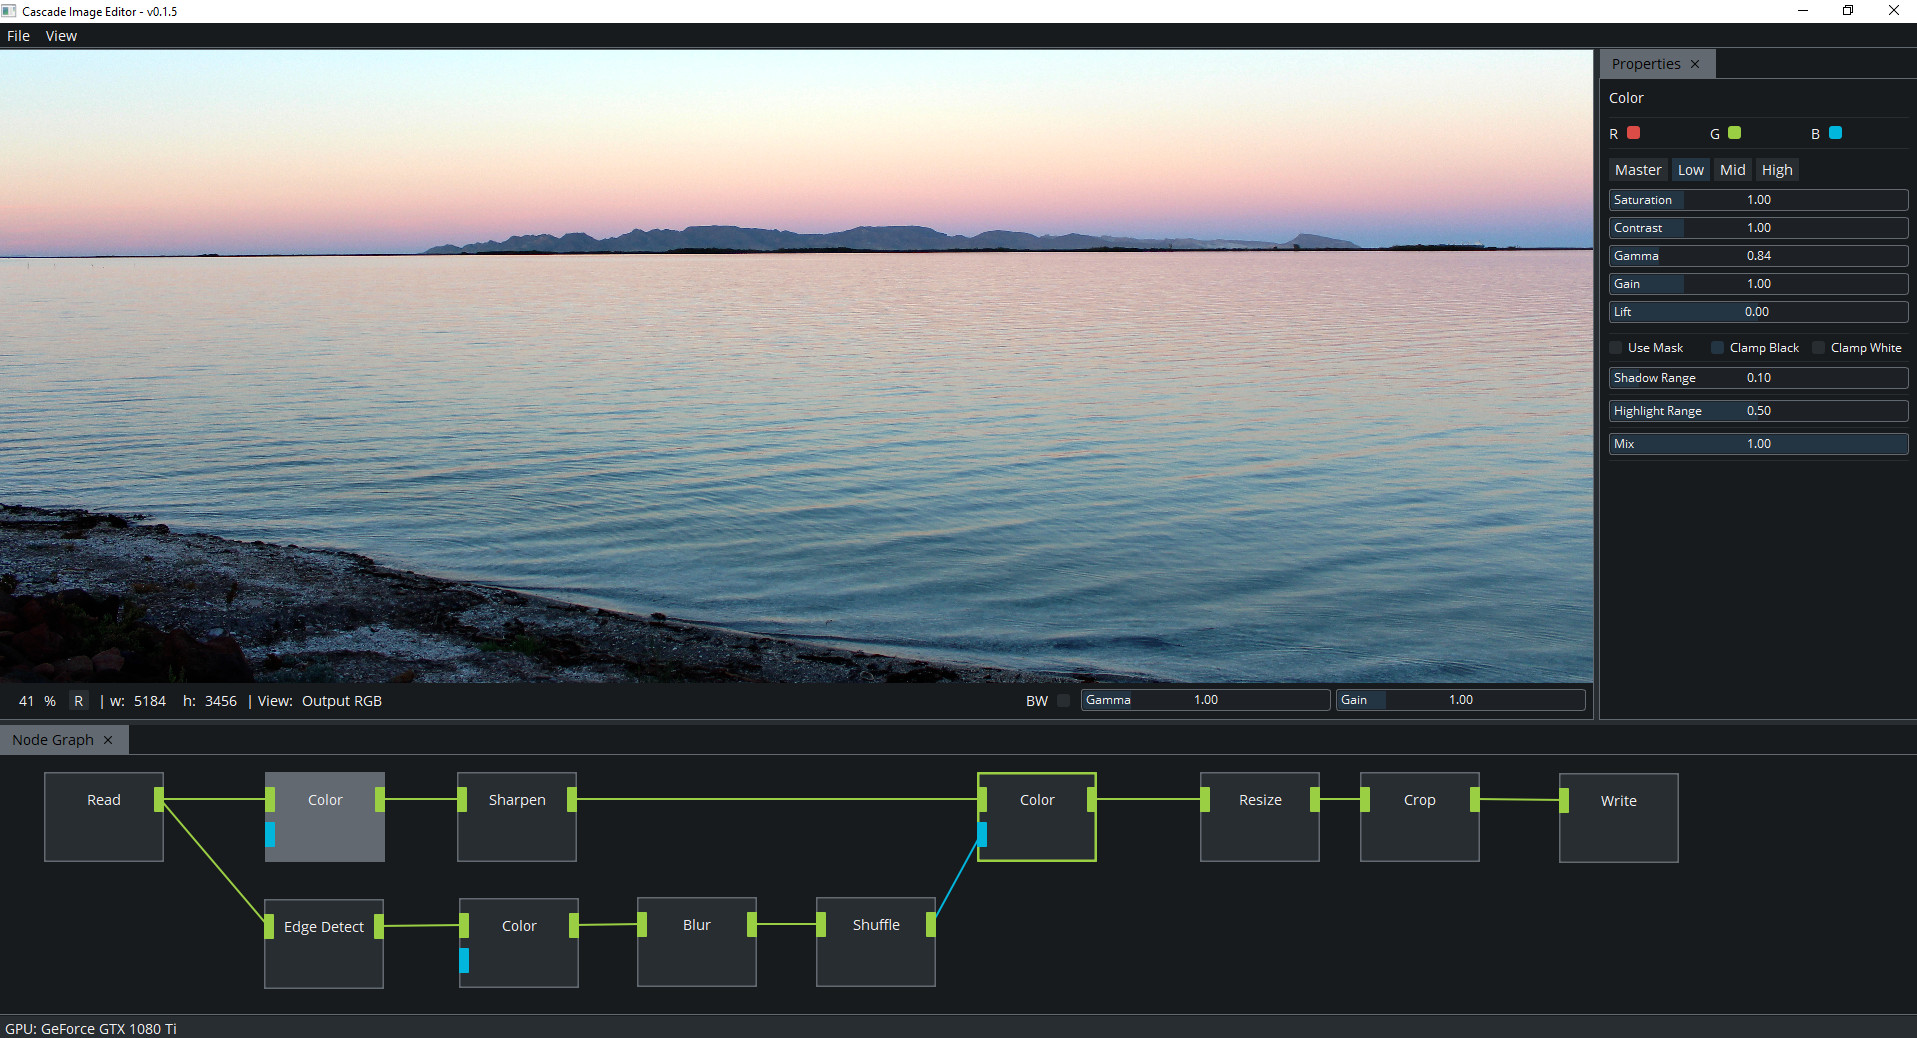 Cascade Image Editor - v0.1.5
File View
Properties ×
Color
R G B
Master Low Mid High
Saturation 1.00
Contrast 1.00
Gamma 0.84
Gain 1.00
Lift 0.00
Use Mask Clamp Black Clamp White
Shadow Range 0.10
Highlight Range 0.50
Mix 1.00
41 % R | w: 5184 h: 3456 | View: Output RGB BW Gamma 1.00 Gain 1.00
Node Graph ×
Read Color Sharpen Color Resize Crop Write
Edge Detect Color Blur Shuffle
GPU: GeForce GTX 1080 Ti